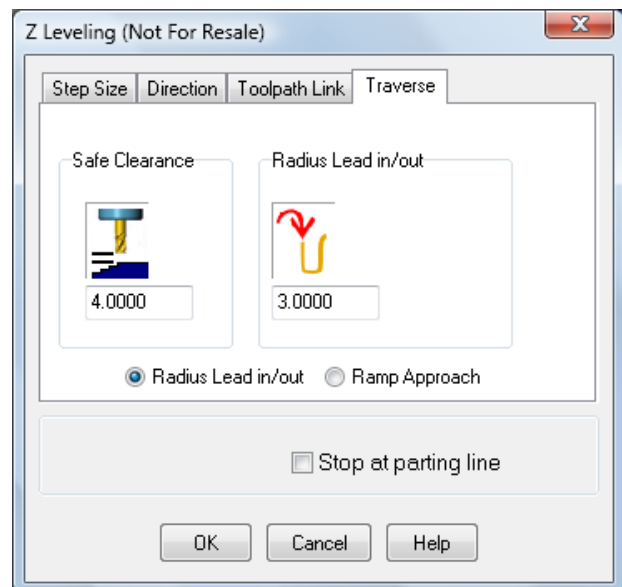 Z Leveling (Not For Resale)
Step Size Direction Toolpath Link Traverse
Safe Clearance Radius Lead in/out
4.0000 3.0000
Radius Lead in/out Ramp Approach
Stop at parting line
OK Cancel Help